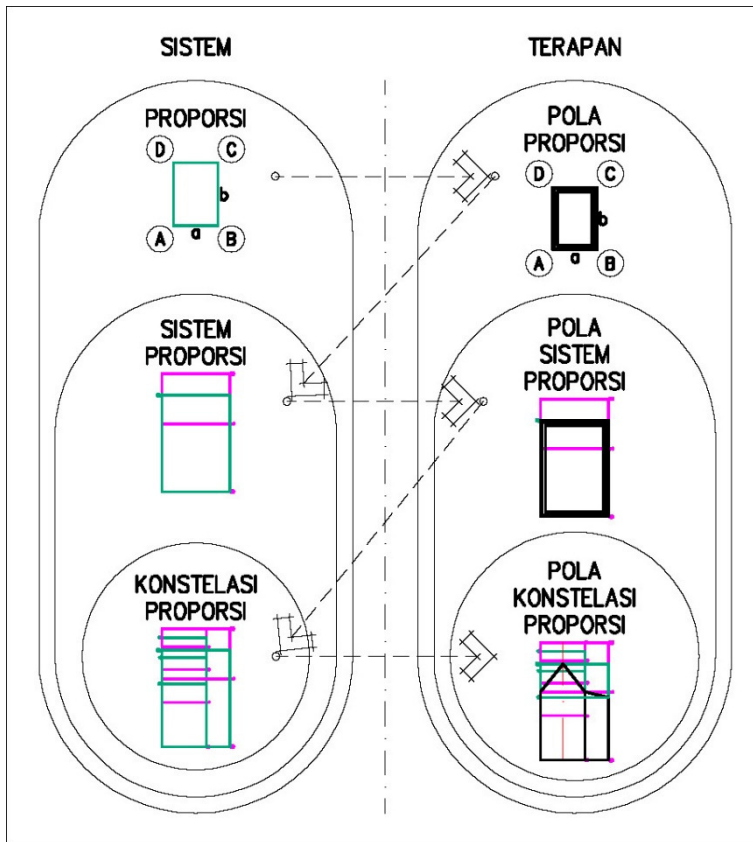 SISTEM
TERAPAN
PROPORSI
D C
b
A a B
POLA
PROPORSI
D C
b
A a B
SISTEM
PROPORSI
POLA
SISTEM
PROPORSI
KONSTELASI
PROPORSI
POLA
KONSTELASI
PROPORSI